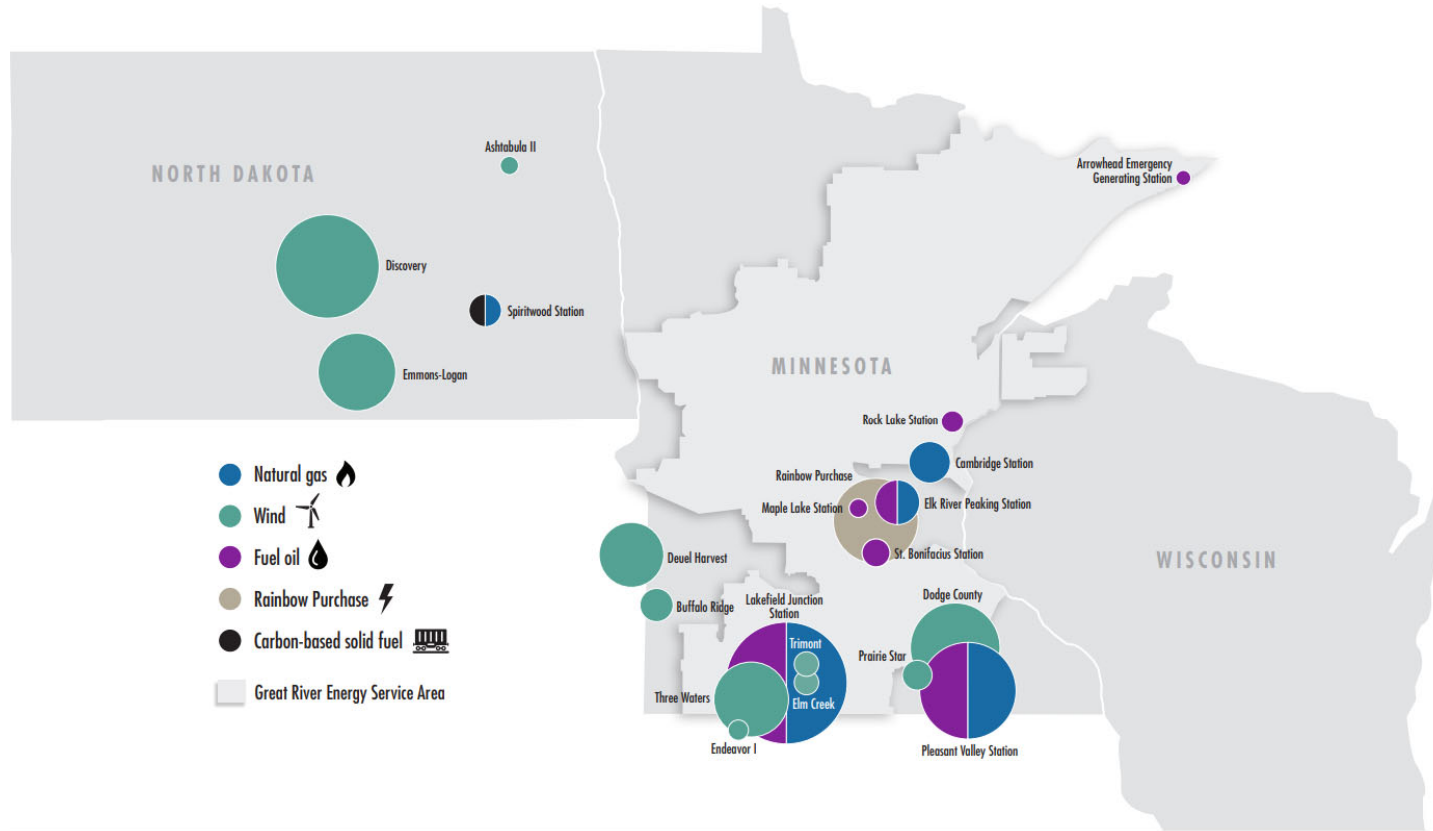 NORTH DAKOTA
Ashtabula II
Discovery
Spiritwood Station
Emmons-Logan
Arrowhead Emergency
Generating Station
MINNESOTA
Rock Lake Station
Cambridge Station
Rainbow Purchase
Maple Lake Station
Elk River Peaking Station
St. Bonifacius Station
WISCONSIN
Natural gas
Wind
Fuel oil
Rainbow Purchase
Carbon-based solid fuel
Great River Energy Service Area
Deuel Harvest
Buffalo Ridge
Lakefield Junction
Station
Trimont
Elm Creek
Three Waters
Endeavor I
Dodge County
Prairie Star
Pleasant Valley Station